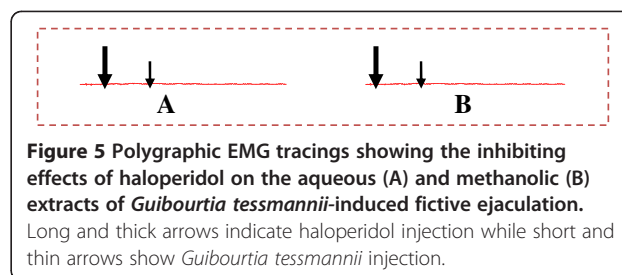 A B
Figure 5 Polygraphic EMG tracings showing the inhibiting
effects of haloperidol on the aqueous (A) and methanolic (B)
extracts of Guibourtia tessmannii-induced fictive ejaculation.
Long and thick arrows indicate haloperidol injection while short and
thin arrows show Guibourtia tessmannii injection.